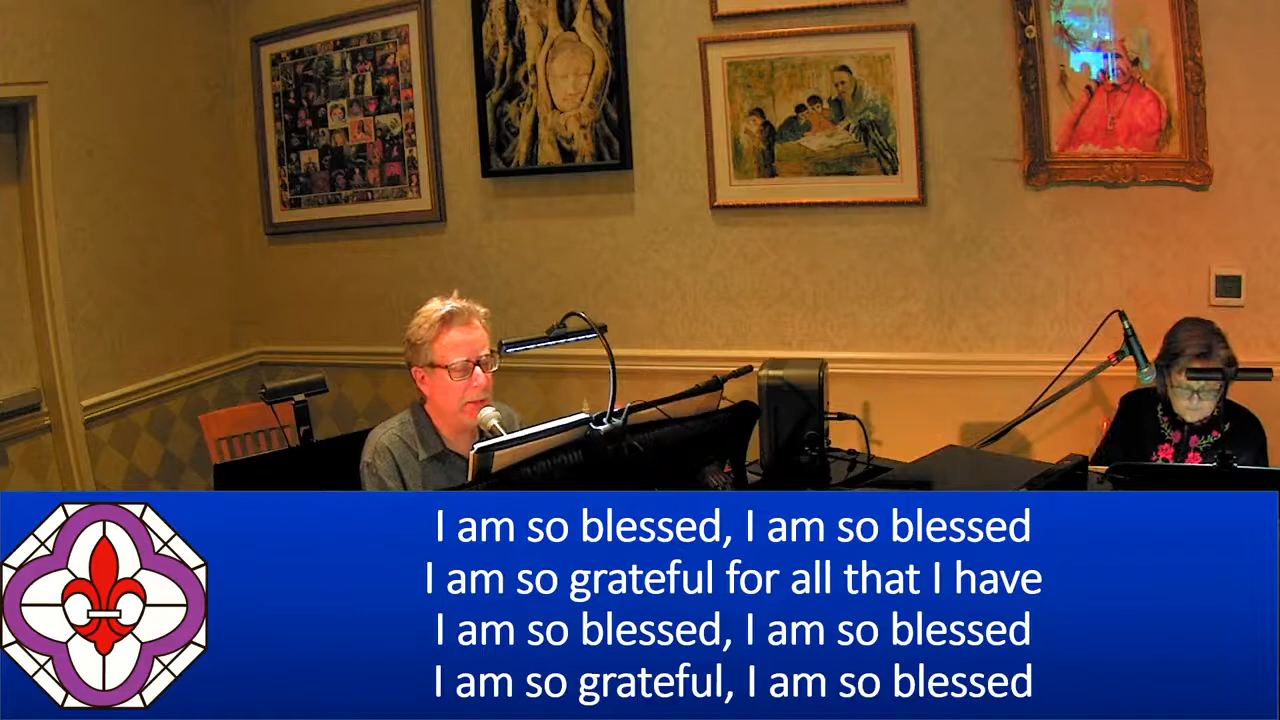 I am so blessed, I am so blessed
I am so grateful for all that I have
I am so blessed, I am so blessed
I am so grateful, I am so blessed